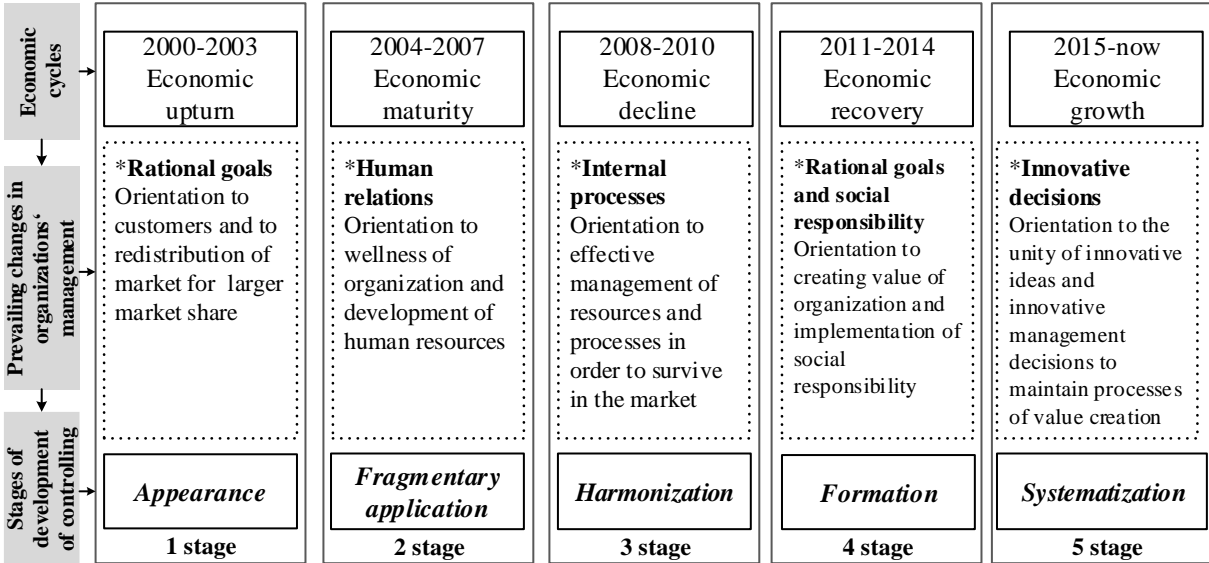 Economic
cycles
2000-2003
Economic
upturn
2004-2007
Economic
maturity
2008-2010
Economic
decline
2011-2014
Economic
recovery
2015-now
Economic
growth
Prevailing changes in
organizations‘
management
*Rational goals
Orientation to
customers and to
redistribution of
market for larger
market share
*Human
relations
Orientation to
wellness of
organization and
development of
human resources
*Internal
processes
Orientation to
effective
management of
resources and
processes in
order to survive
in the market
*Rational goals
and social
responsibility
Orientation to
creating value of
organization and
implementation of
social
responsibility
*Innovative
decisions
Orientation to the
unity of innovative
ideas and
innovative
management
decisions to
maintain processes
of value creation
Stages of
development
of controlling
Appearance
1 stage
Fragmentary
application
2 stage
Harmonization
3 stage
Formation
4 stage
Systematization
5 stage